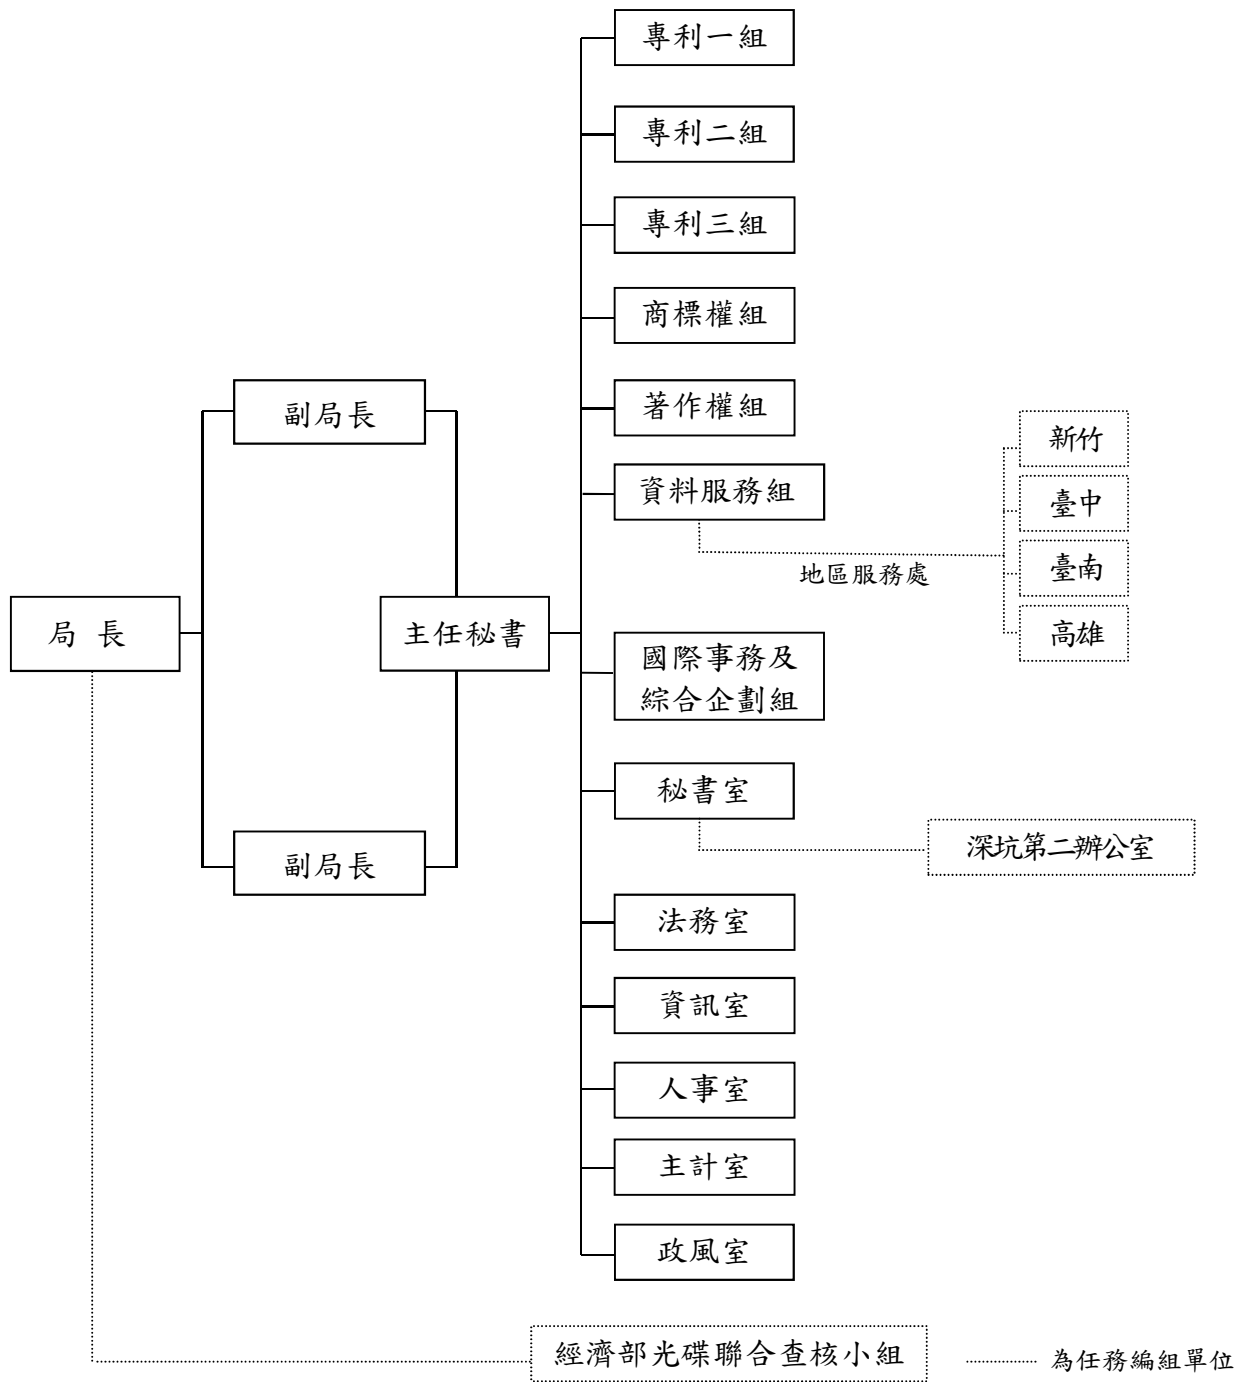 專利一組
專利二組
專利三組
商標權組
著作權組
副局長
新竹
資料服務組
臺中
地區服務處
臺南
局 長
主任秘書
高雄
國際事務及
綜合企劃組
秘書室
深坑第二辦公室
副局長
法務室
資訊室
人事室
主計室
政風室
經濟部光碟聯合查核小組
為任務編組單位